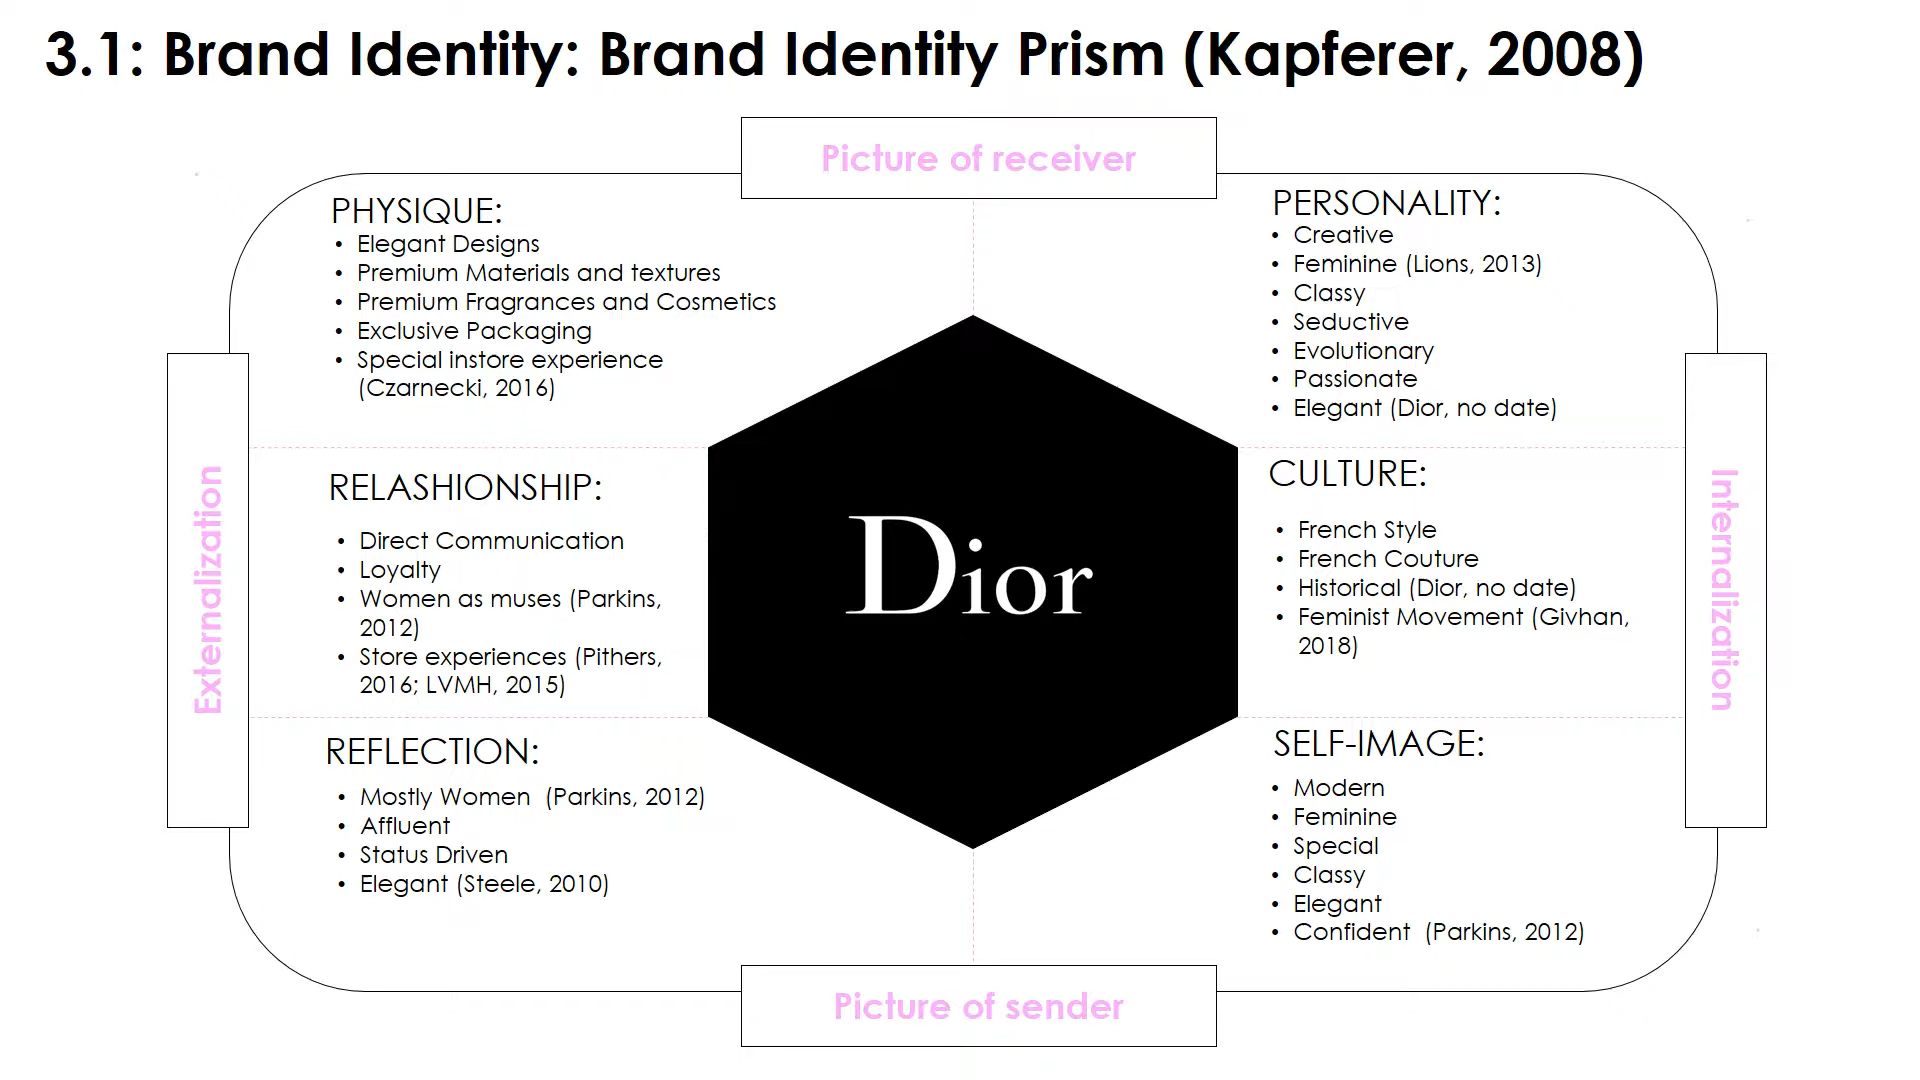 3.1: Brand Identity: Brand Identity Prism (Kapferer, 2008)
Picture of receiver
PHYSIQUE:
• Elegant Designs
• Premium Materials and textures
• Premium Fragrances and Cosmetics
• Exclusive Packaging
• Special instore experience
(Czarnecki, 2016)
PERSONALITY:
• Creative
• Feminine (Lions, 2013)
• Classy
• Seductive
• Evolutionary
• Passionate
• Elegant (Dior, no date)
Externalization
RELASHIONSHIP:
• Direct Communication
• Loyalty
• Women as muses (Parkins,
2012)
• Store experiences (Pithers,
2016; LVMH, 2015)
Dior
CULTURE:
• French Style
• French Couture
• Historical (Dior, no date)
• Feminist Movement (Givhan,
2018)
Internalization
REFLECTION:
• Mostly Women (Parkins, 2012)
• Affluent
• Status Driven
• Elegant (Steele, 2010)
SELF-IMAGE:
• Modern
• Feminine
• Special
• Classy
• Elegant
• Confident (Parkins, 2012)
Picture of sender